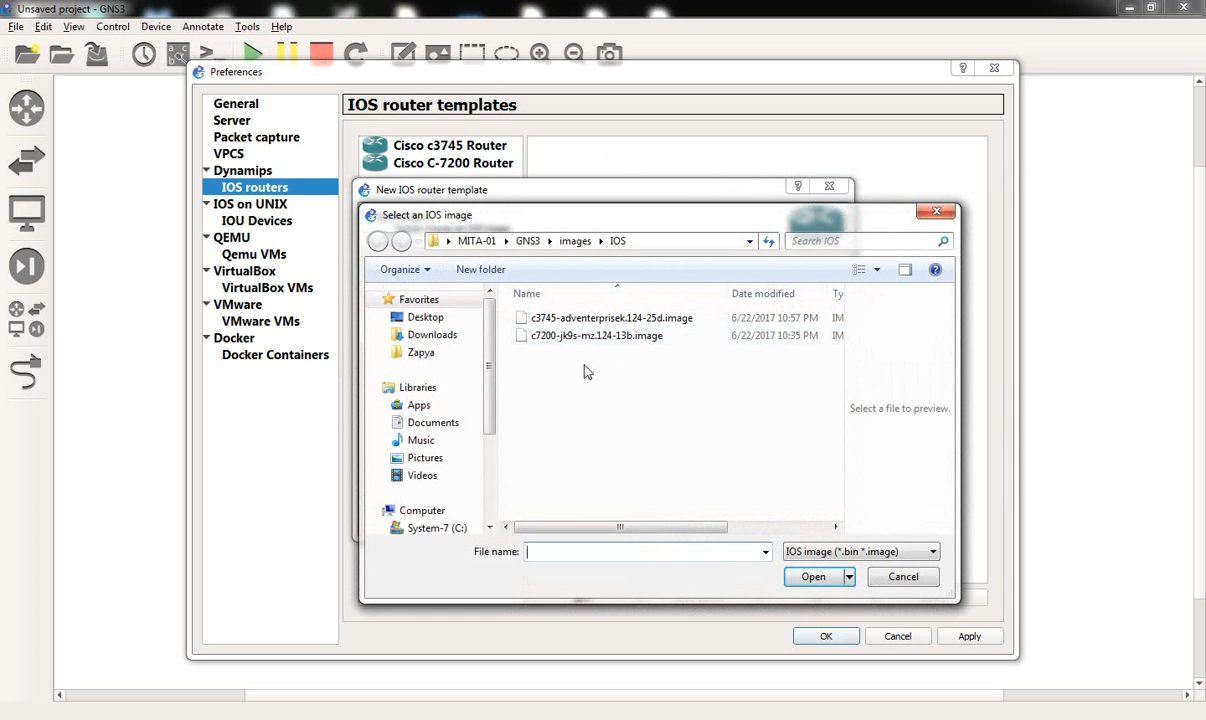 Unsaved project - GNS3
File Edit View Control Device Annotate Tools Help
Preferences
General
Server
Packet capture
VPCS
Dynamips
IOS routers
IOS on UNIX
IOU Devices
QEMU
Qemu VMs
VirtualBox
VirtualBox VMs
VMware
VMware VMs
Docker
Docker Containers
IOS router templates
Cisco c3745 Router
Cisco C-7200 Router
New IOS router template
Select an IOS image
MITA-01 GNS3 images IOS
Search IOS
Organize New folder
Favorites
Desktop
Downloads
Zapya
Libraries
Apps
Documents
Music
Pictures
Videos
Computer
System-7 (C:)
Name Date modified Ty
c3745-adventerprisek.124-25d.image 6/22/2017 10:57 PM IM
c7200-jk9s-mz.124-13b.image 6/22/2017 10:35 PM IM
Select a file to preview.
File name:
IOS image (*.bin *.image)
Open Cancel
OK Cancel Apply